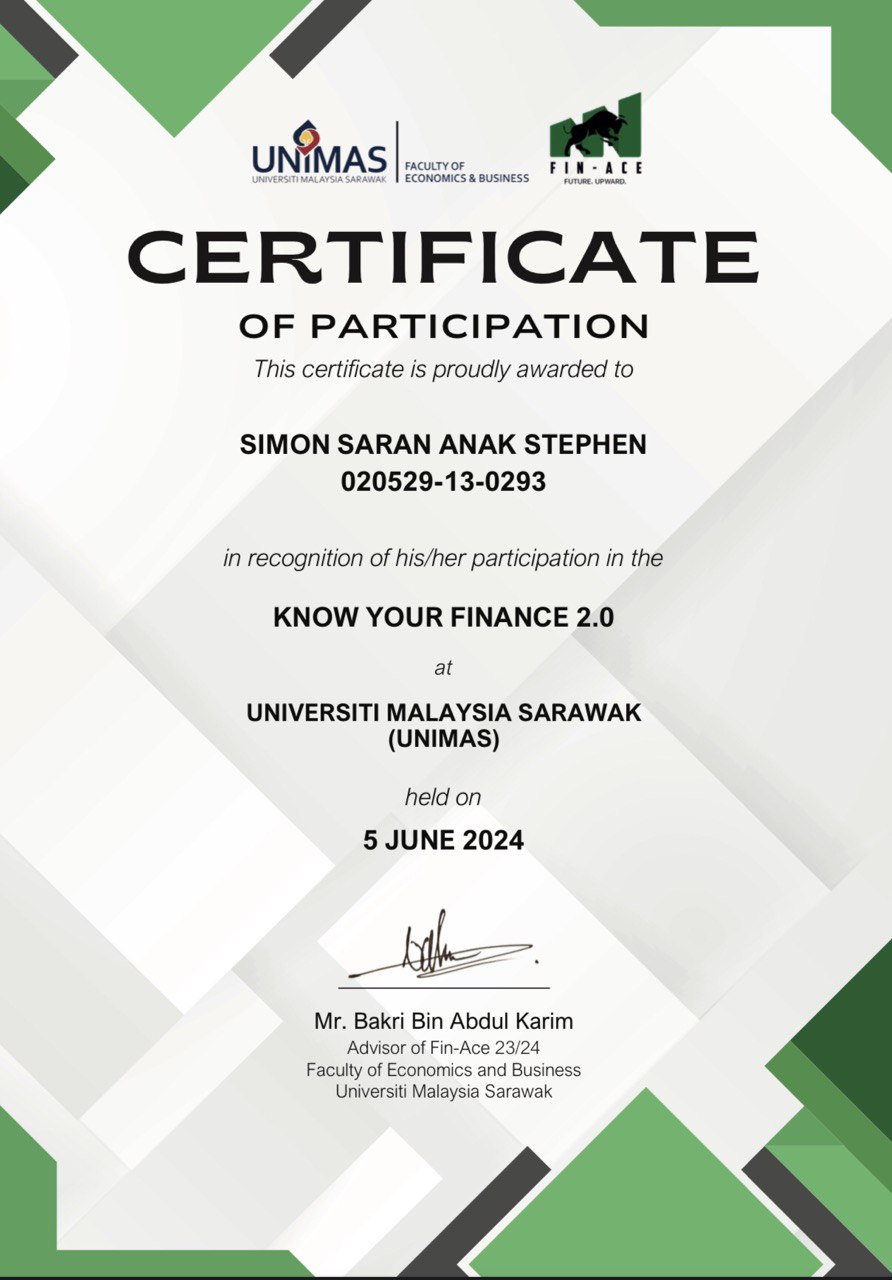 UNIMAS
UNIVERSITI MALAYSIA SARAWAK
FACULTY OF
ECONOMICS & BUSINESS
FIN-ACE
FUTURE. UPWARD.
CERTIFICATE
OF PARTICIPATION
This certificate is proudly awarded to
SIMON SARAN ANAK STEPHEN
020529-13-0293
in recognition of his/her participation in the
KNOW YOUR FINANCE 2.0
at
UNIVERSITI MALAYSIA SARAWAK
(UNIMAS)
held on
5 JUNE 2024
Mr. Bakri Bin Abdul Karim
Advisor of Fin-Ace 23/24
Faculty of Economics and Business
Universiti Malaysia Sarawak